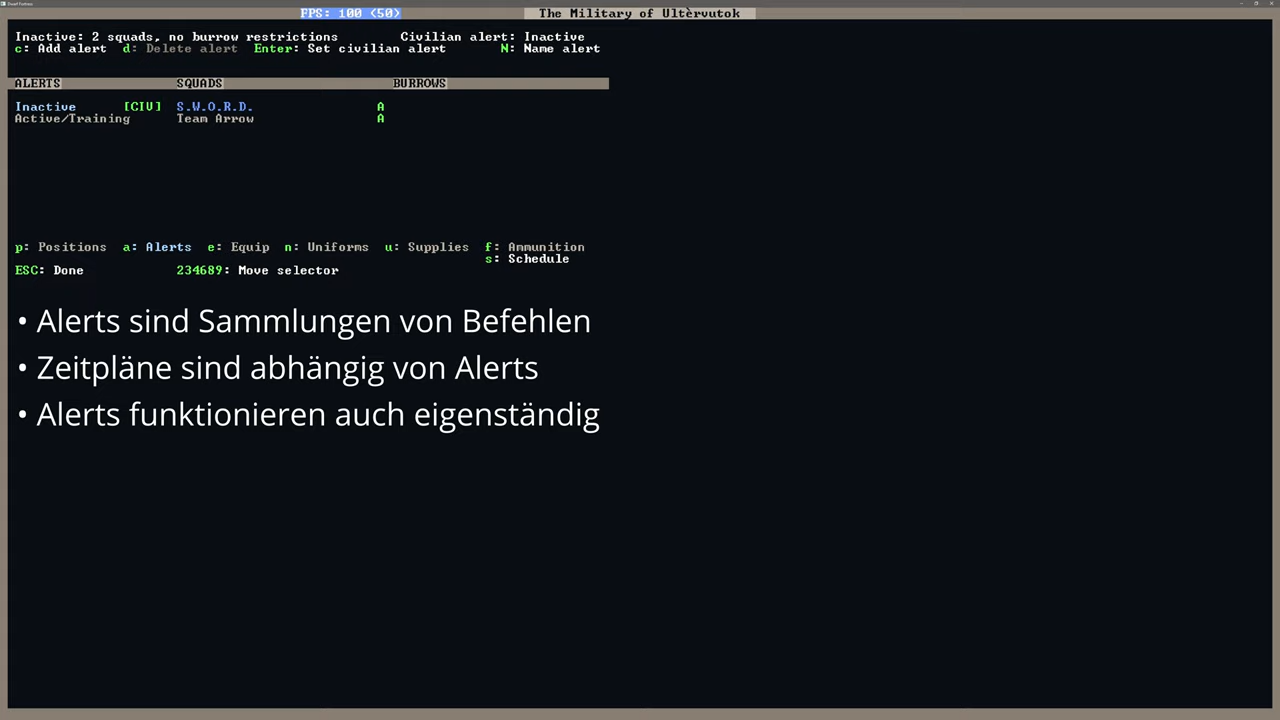 Dwarf Fortress
FPS: 100 (50) The Military of Ultèrvutok
Inactive: 2 squads, no burrow restrictions Civilian alert: Inactive
c: Add alert d: Delete alert Enter: Set civilian alert N: Name alert
ALERTS SQUADS BURROWS
Inactive [CIV] S.W.O.R.D. A
Active/Training Team Arrow A
p: Positions a: Alerts e: Equip n: Uniforms u: Supplies f: Ammunition
s: Schedule
ESC: Done 234689: Move selector
• Alerts sind Sammlungen von Befehlen
• Zeitpläne sind abhängig von Alerts
• Alerts funktionieren auch eigenständig